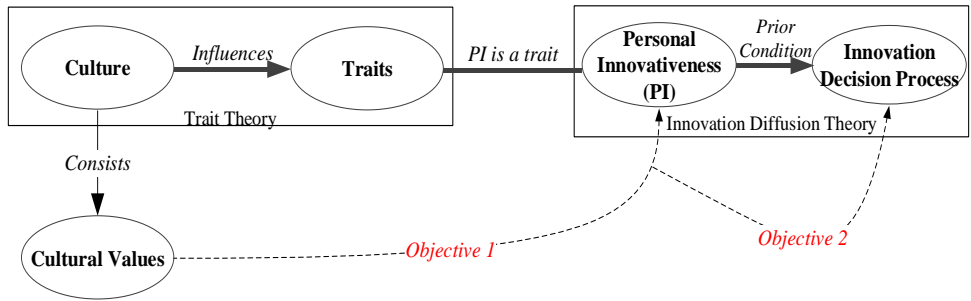 Culture
Influences
Traits
PI is a trait
Personal
Innovativeness
(PI)
Prior
Condition
Innovation
Decision Process
Trait Theory
Innovation Diffusion Theory
Consists
Cultural Values
Objective 1
Objective 2